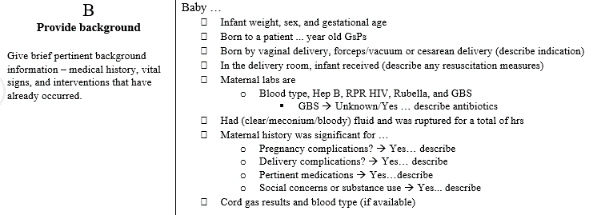 B
Provide background
Give brief pertinent background
information – medical history, vital
signs, and interventions that have
already occurred.
Baby …
☐ Infant weight, sex, and gestational age
☐ Born to a patient ... year old GsPs
☐ Born by vaginal delivery, forceps/vacuum or cesarean delivery (describe indication)
☐ In the delivery room, infant received (describe any resuscitation measures)
☐ Maternal labs are
o Blood type, Hep B, RPR HIV, Rubella, and GBS
▪ GBS → Unknown/Yes … describe antibiotics
☐ Had (clear/meconium/bloody) fluid and was ruptured for a total of hrs
☐ Maternal history was significant for …
o Pregnancy complications? → Yes… describe
o Delivery complications? → Yes… describe
o Pertinent medications → Yes…describe
o Social concerns or substance use → Yes... describe
☐ Cord gas results and blood type (if available)